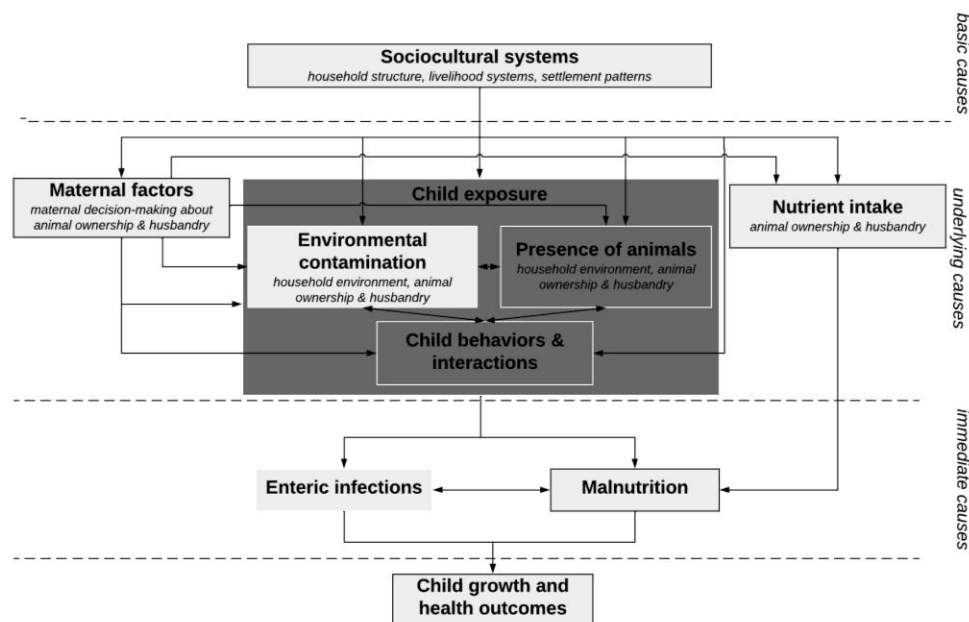 basic causes
Sociocultural systems
household structure, livelihood systems, settlement patterns
underlying causes
Maternal factors
maternal decision-making about
animal ownership & husbandry
Child exposure
Nutrient intake
animal ownership & husbandry
Environmental
contamination
household environment, animal
ownership & husbandry
Presence of animals
household environment, animal
ownership & husbandry
Child behaviors &
interactions
immediate causes
Enteric infections
Malnutrition
Child growth and
health outcomes